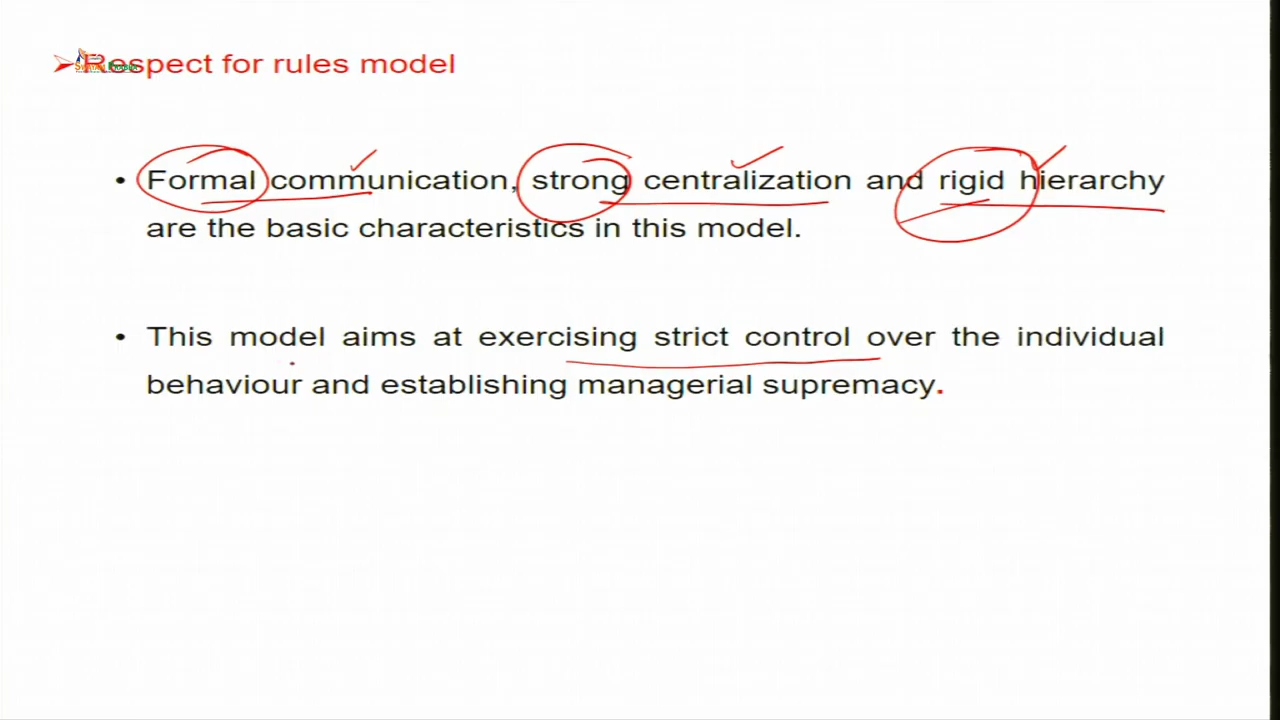 Respect for rules model
• Formal communication, strong centralization and rigid hierarchy
are the basic characteristics in this model.
• This model aims at exercising strict control over the individual
behaviour and establishing managerial supremacy.